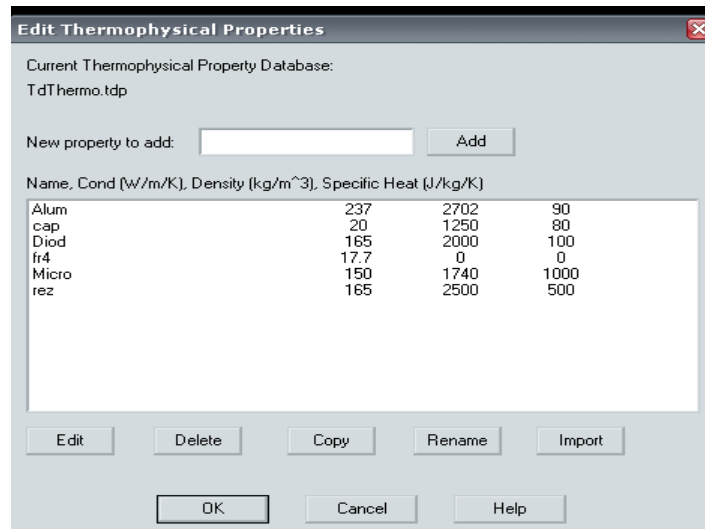 Edit Thermophysical Properties
Current Thermophysical Property Database:
TdThermo.tdp
New property to add:
Add
Name, Cond (W/m/K), Density (kg/m^3), Specific Heat (J/kg/K)
Alum 237 2702 90
cap 20 1250 80
Diod 165 2000 100
fr4 17.7 0 0
Micro 150 1740 1000
rez 165 2500 500
Edit Delete Copy Rename Import
OK Cancel Help